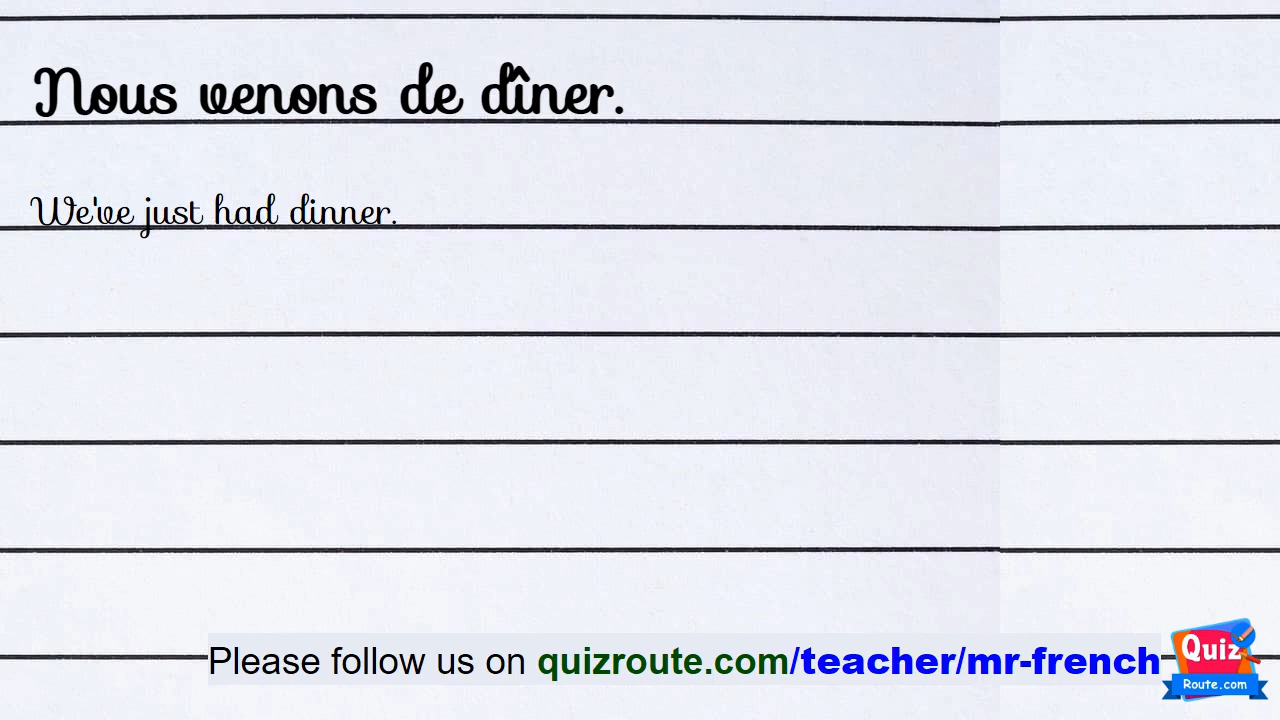 Nous venons de dîner.
We've just had dinner.
Please follow us on quizroute.com/teacher/mr-french
Quiz
Route.com